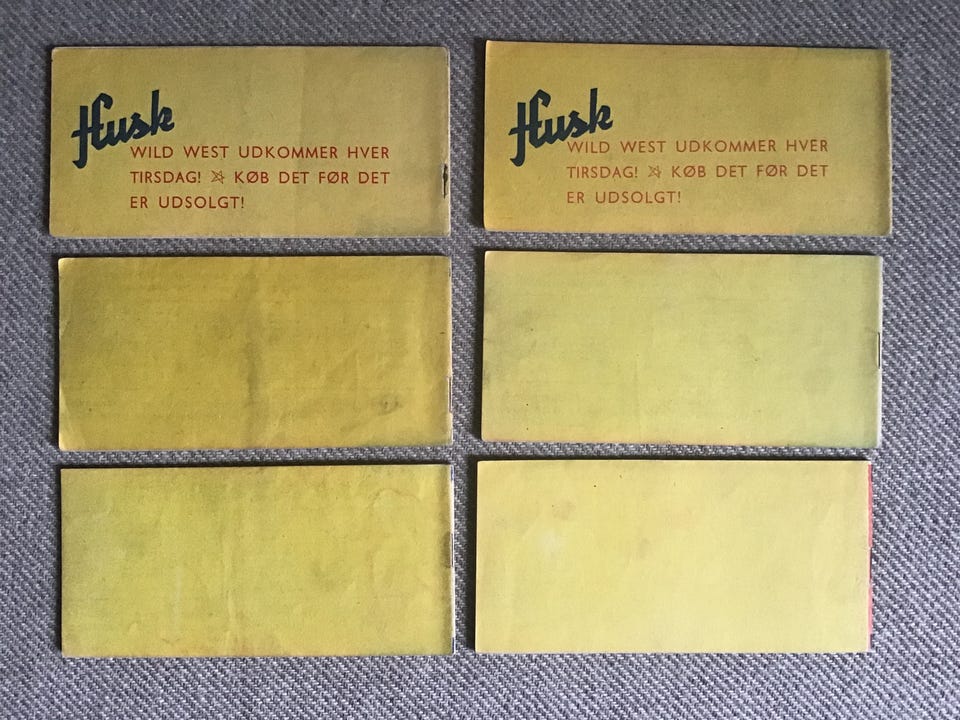 Husk
WILD WEST UDKOMMER HVER
TIRSDAG! ☆ KØB DET FØR DET
ER UDSOLGT!
Husk
WILD WEST UDKOMMER HVER
TIRSDAG! ☆ KØB DET FØR DET
ER UDSOLGT!